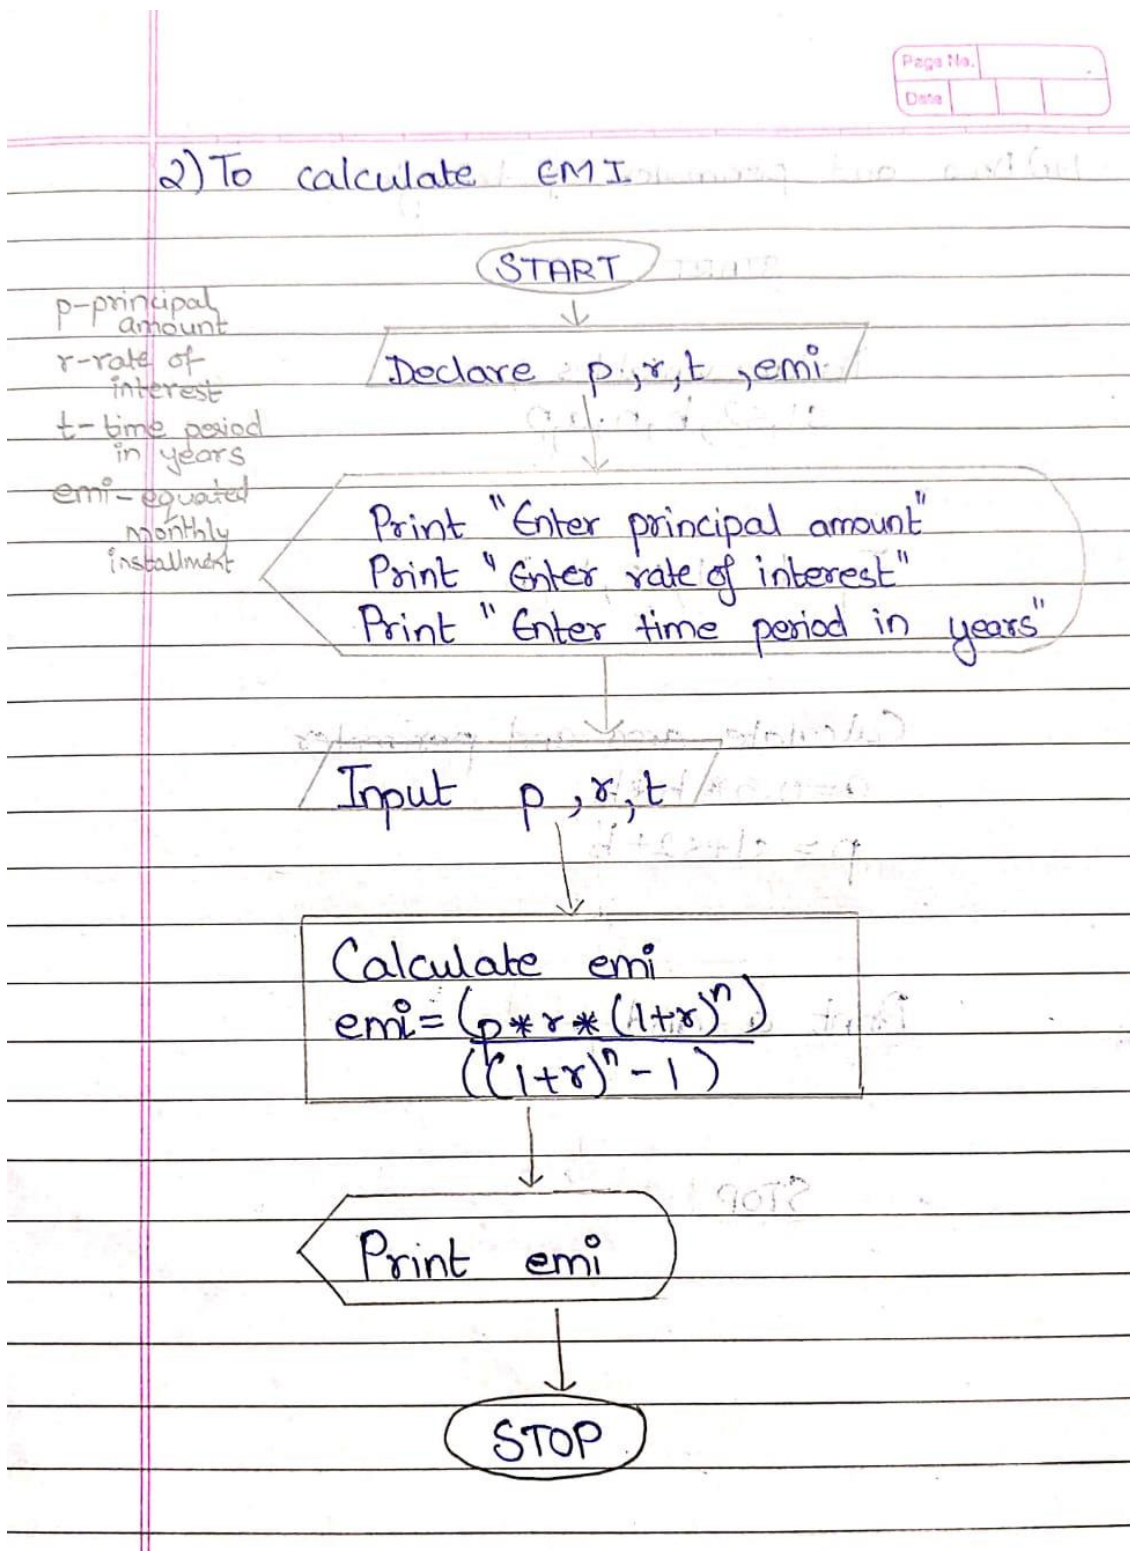 Page No.
Date
2) To calculate EMI
START
p-principal
amount
r-rate of
interest
t-time period
in years
emi-equated
monthly
installment
Declare p,r,t,emi
Print "Enter principal amount"
Print "Enter rate of interest"
Print "Enter time period in years"
Input p,r,t
Calculate emi
emi=(p*r*(1+r)^n)
((1+r)^n-1)
Print emi
STOP